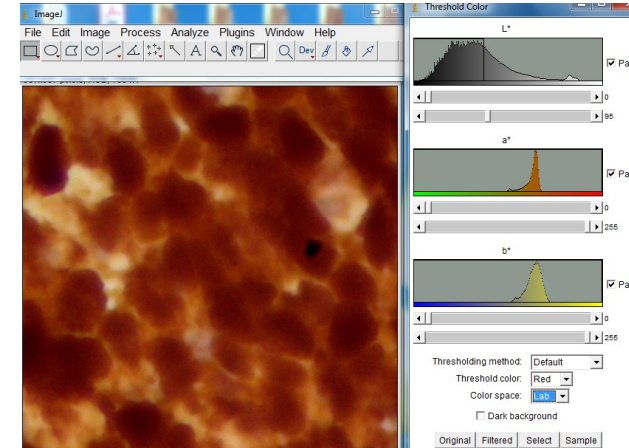 ImageJ
File Edit Image Process Analyze Plugins Window Help
A Dev
Threshold Color
L*
Pa
0
95
a*
Pa
0
255
b*
Pa
0
255
Thresholding method: Default
Threshold color: Red
Color space: Lab
Dark background
Original Filtered Select Sample